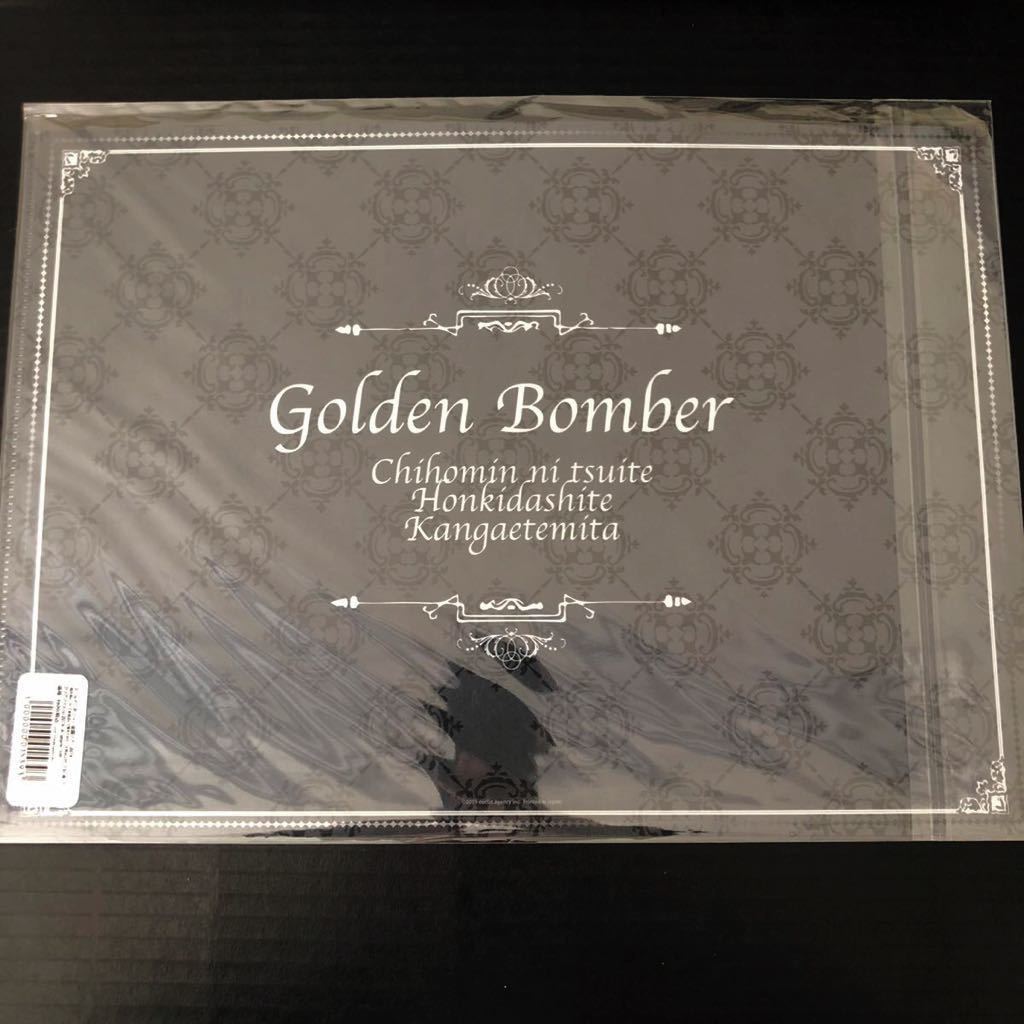 Golden Bomber
Chihomin ni tsuite
Honkidashite
Kangaetemita